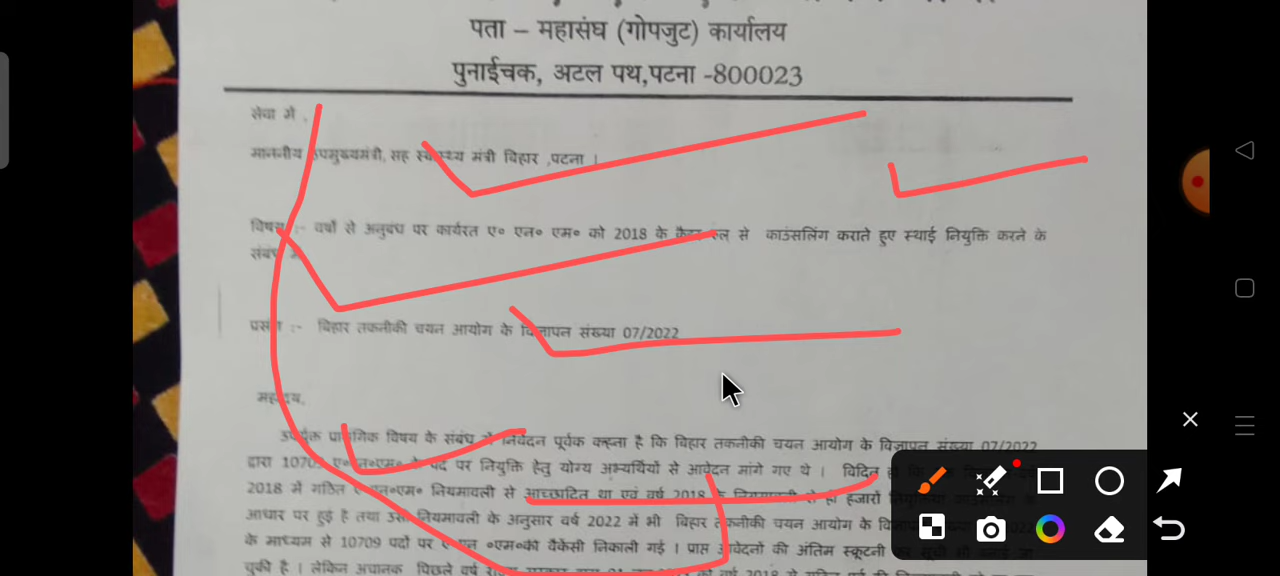 पता – महासंघ (गोपजुट) कार्यालय
पुनाईचक, अटल पथ,पटना -800023
सेवा में ,
माननीय उपमुख्यमंत्री, सह स्वास्थ्य मंत्री बिहार ,पटना ।
विषय :- वर्षो से अनुबंध पर कार्यरत ए० एन० एम० को 2018 के कैडर रूल से काउंसलिंग कराते हुए स्थाई नियुक्ति करने के
संबंध में
प्रसंग :- बिहार तकनीकी चयन आयोग के विज्ञापन संख्या 07/2022
महोदय,
उपर्युक्त प्रासंगिक विषय के संबंध में निवेदन पूर्वक कहना है कि बिहार तकनीकी चयन आयोग के विज्ञापन संख्या 07/2022
द्वारा 10709 ए०एन०एम० के पद पर नियुक्ति हेतु योग्य अभ्यर्थियों से आवेदन मांगे गए थे । विदित हो कि
2018 में गठित ए०एन०एम० नियमावली से आच्छादित था एवं वर्ष 2018 के नियमावली से ही हजारों
आधार पर हुई है तथा उसी नियमावली के अनुसार वर्ष 2022 में भी बिहार तकनीकी चयन आयोग के
के माध्यम से 10709 पदों पर ए०एन ०एम०की वैकेंसी निकाली गई । प्राप्त आवेदनों की अंतिम स्क्रूटनी
चुकी है । लेकिन अचानक पिछले वर्ष